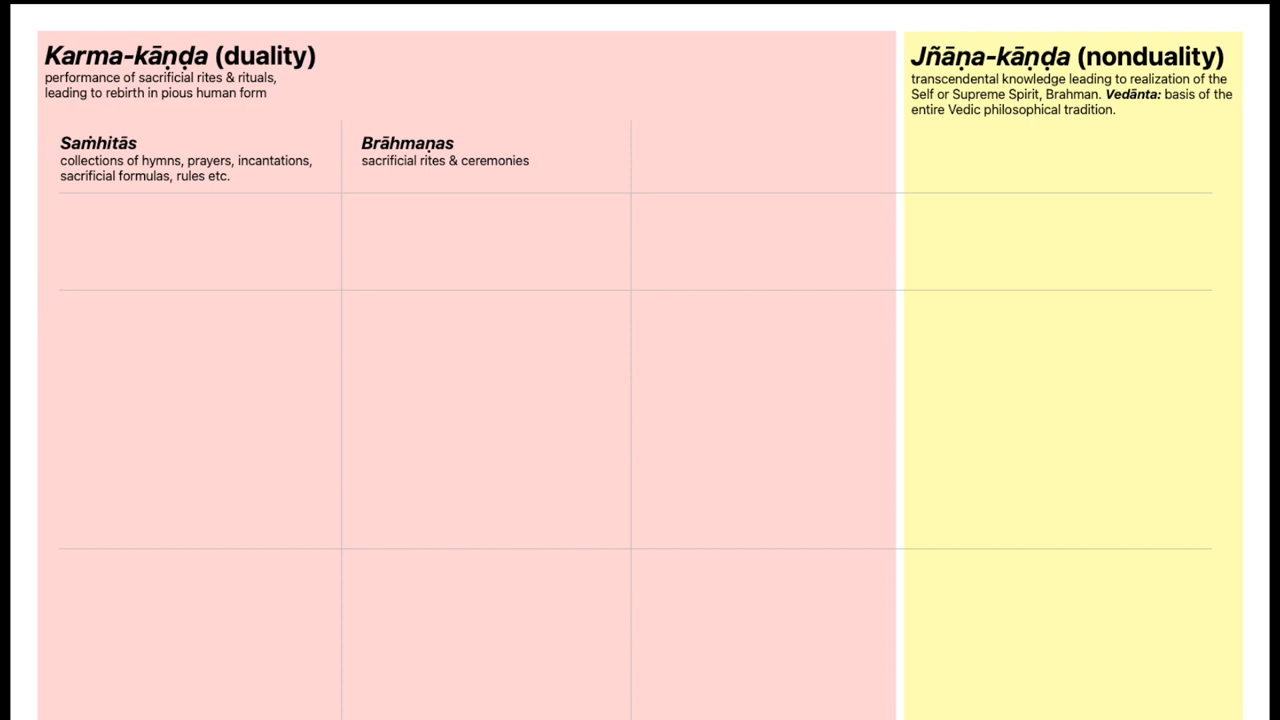 Karma-kāṇḍa (duality)
performance of sacrificial rites & rituals,
leading to rebirth in pious human form
Jñāṇa-kāṇḍa (nonduality)
transcendental knowledge leading to realization of the
Self or Supreme Spirit, Brahman. Vedānta: basis of the
entire Vedic philosophical tradition.
Saṁhitās
collections of hymns, prayers, incantations,
sacrificial formulas, rules etc.
Brāhmaṇas
sacrificial rites & ceremonies